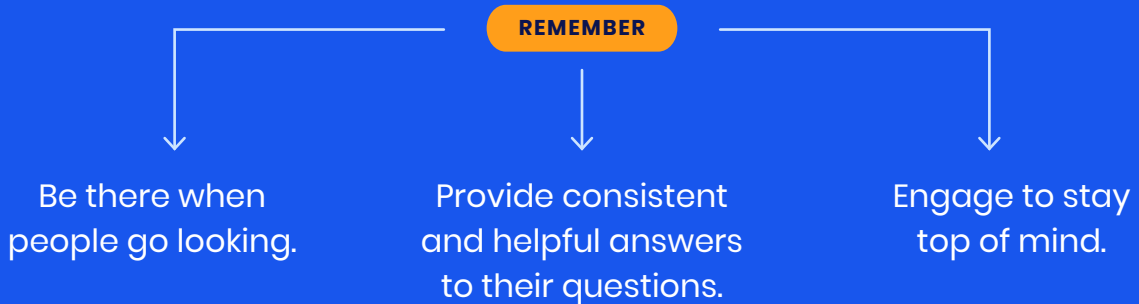 REMEMBER
Be there when
people go looking.
Provide consistent
and helpful answers
to their questions.
Engage to stay
top of mind.